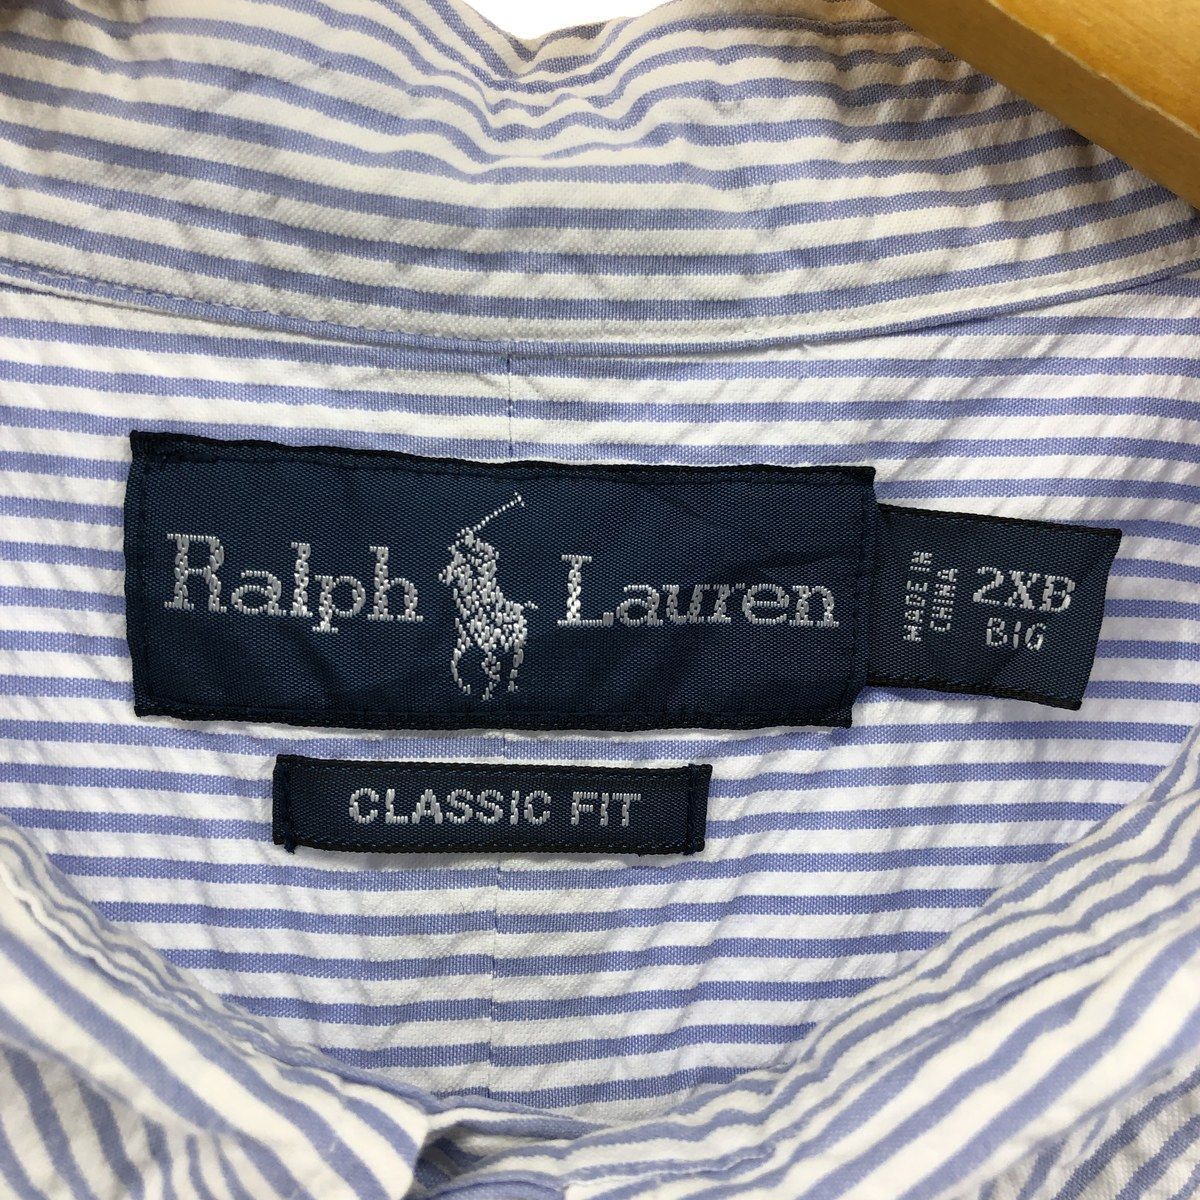 Ralph Lauren
MADE IN
CHINA
2XB
BIG
CLASSIC FIT